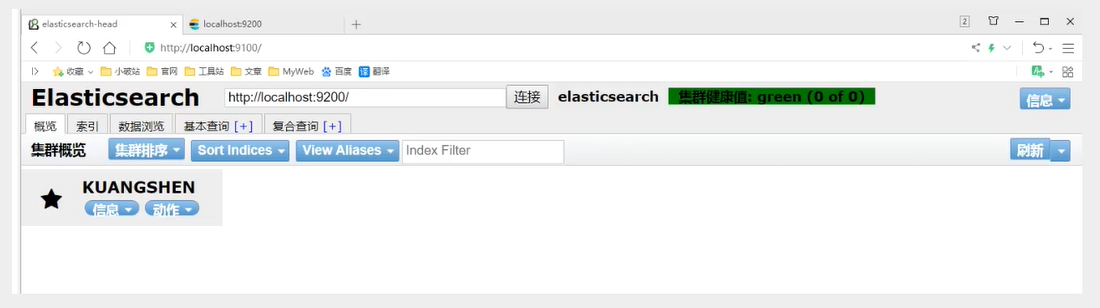 elasticsearch-head localhost:9200 2
http://localhost:9100/
收藏 小破站 官网 工具站 文章 MyWeb 百度 译 翻译
Elasticsearch http://localhost:9200/ 连接 elasticsearch 集群健康值: green (0 of 0) 信息
概览 索引 数据浏览 基本查询 [+] 复合查询 [+]
集群概览 集群排序 Sort Indices View Aliases Index Filter 刷新
KUANGSHEN
信息 动作